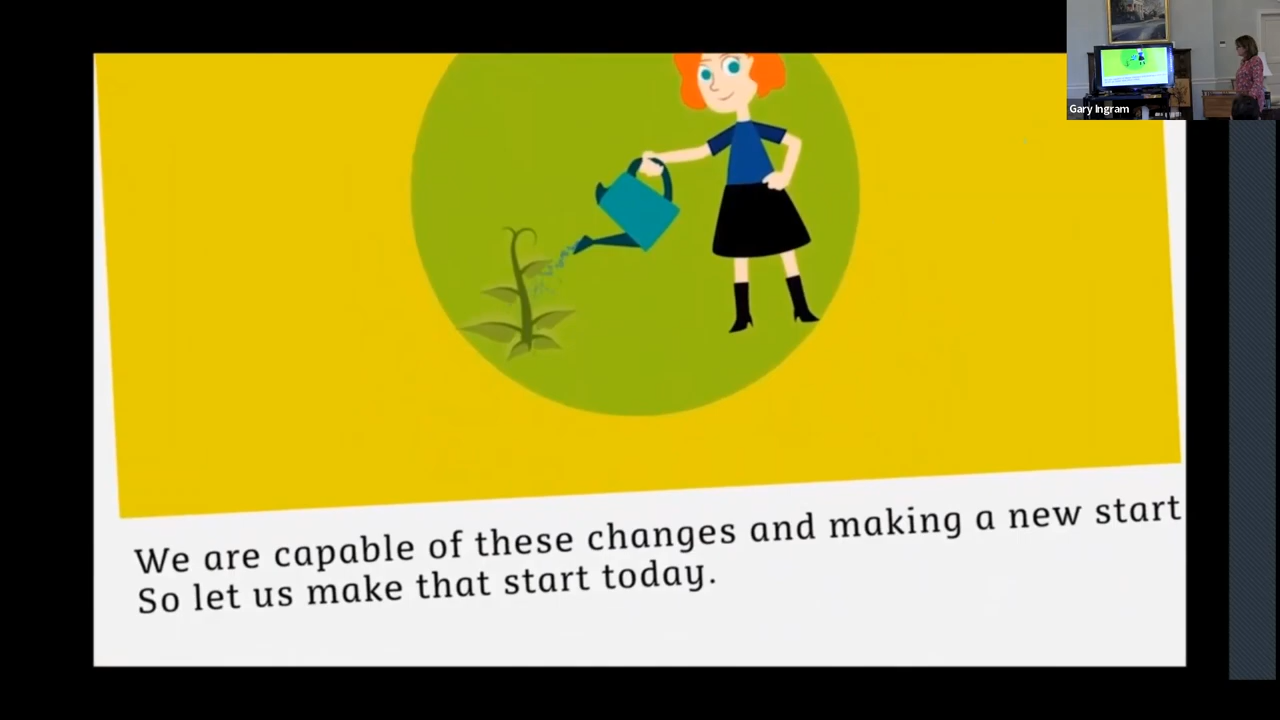 Gary Ingram
We are capable of these changes and making a new start
So let us make that start today.